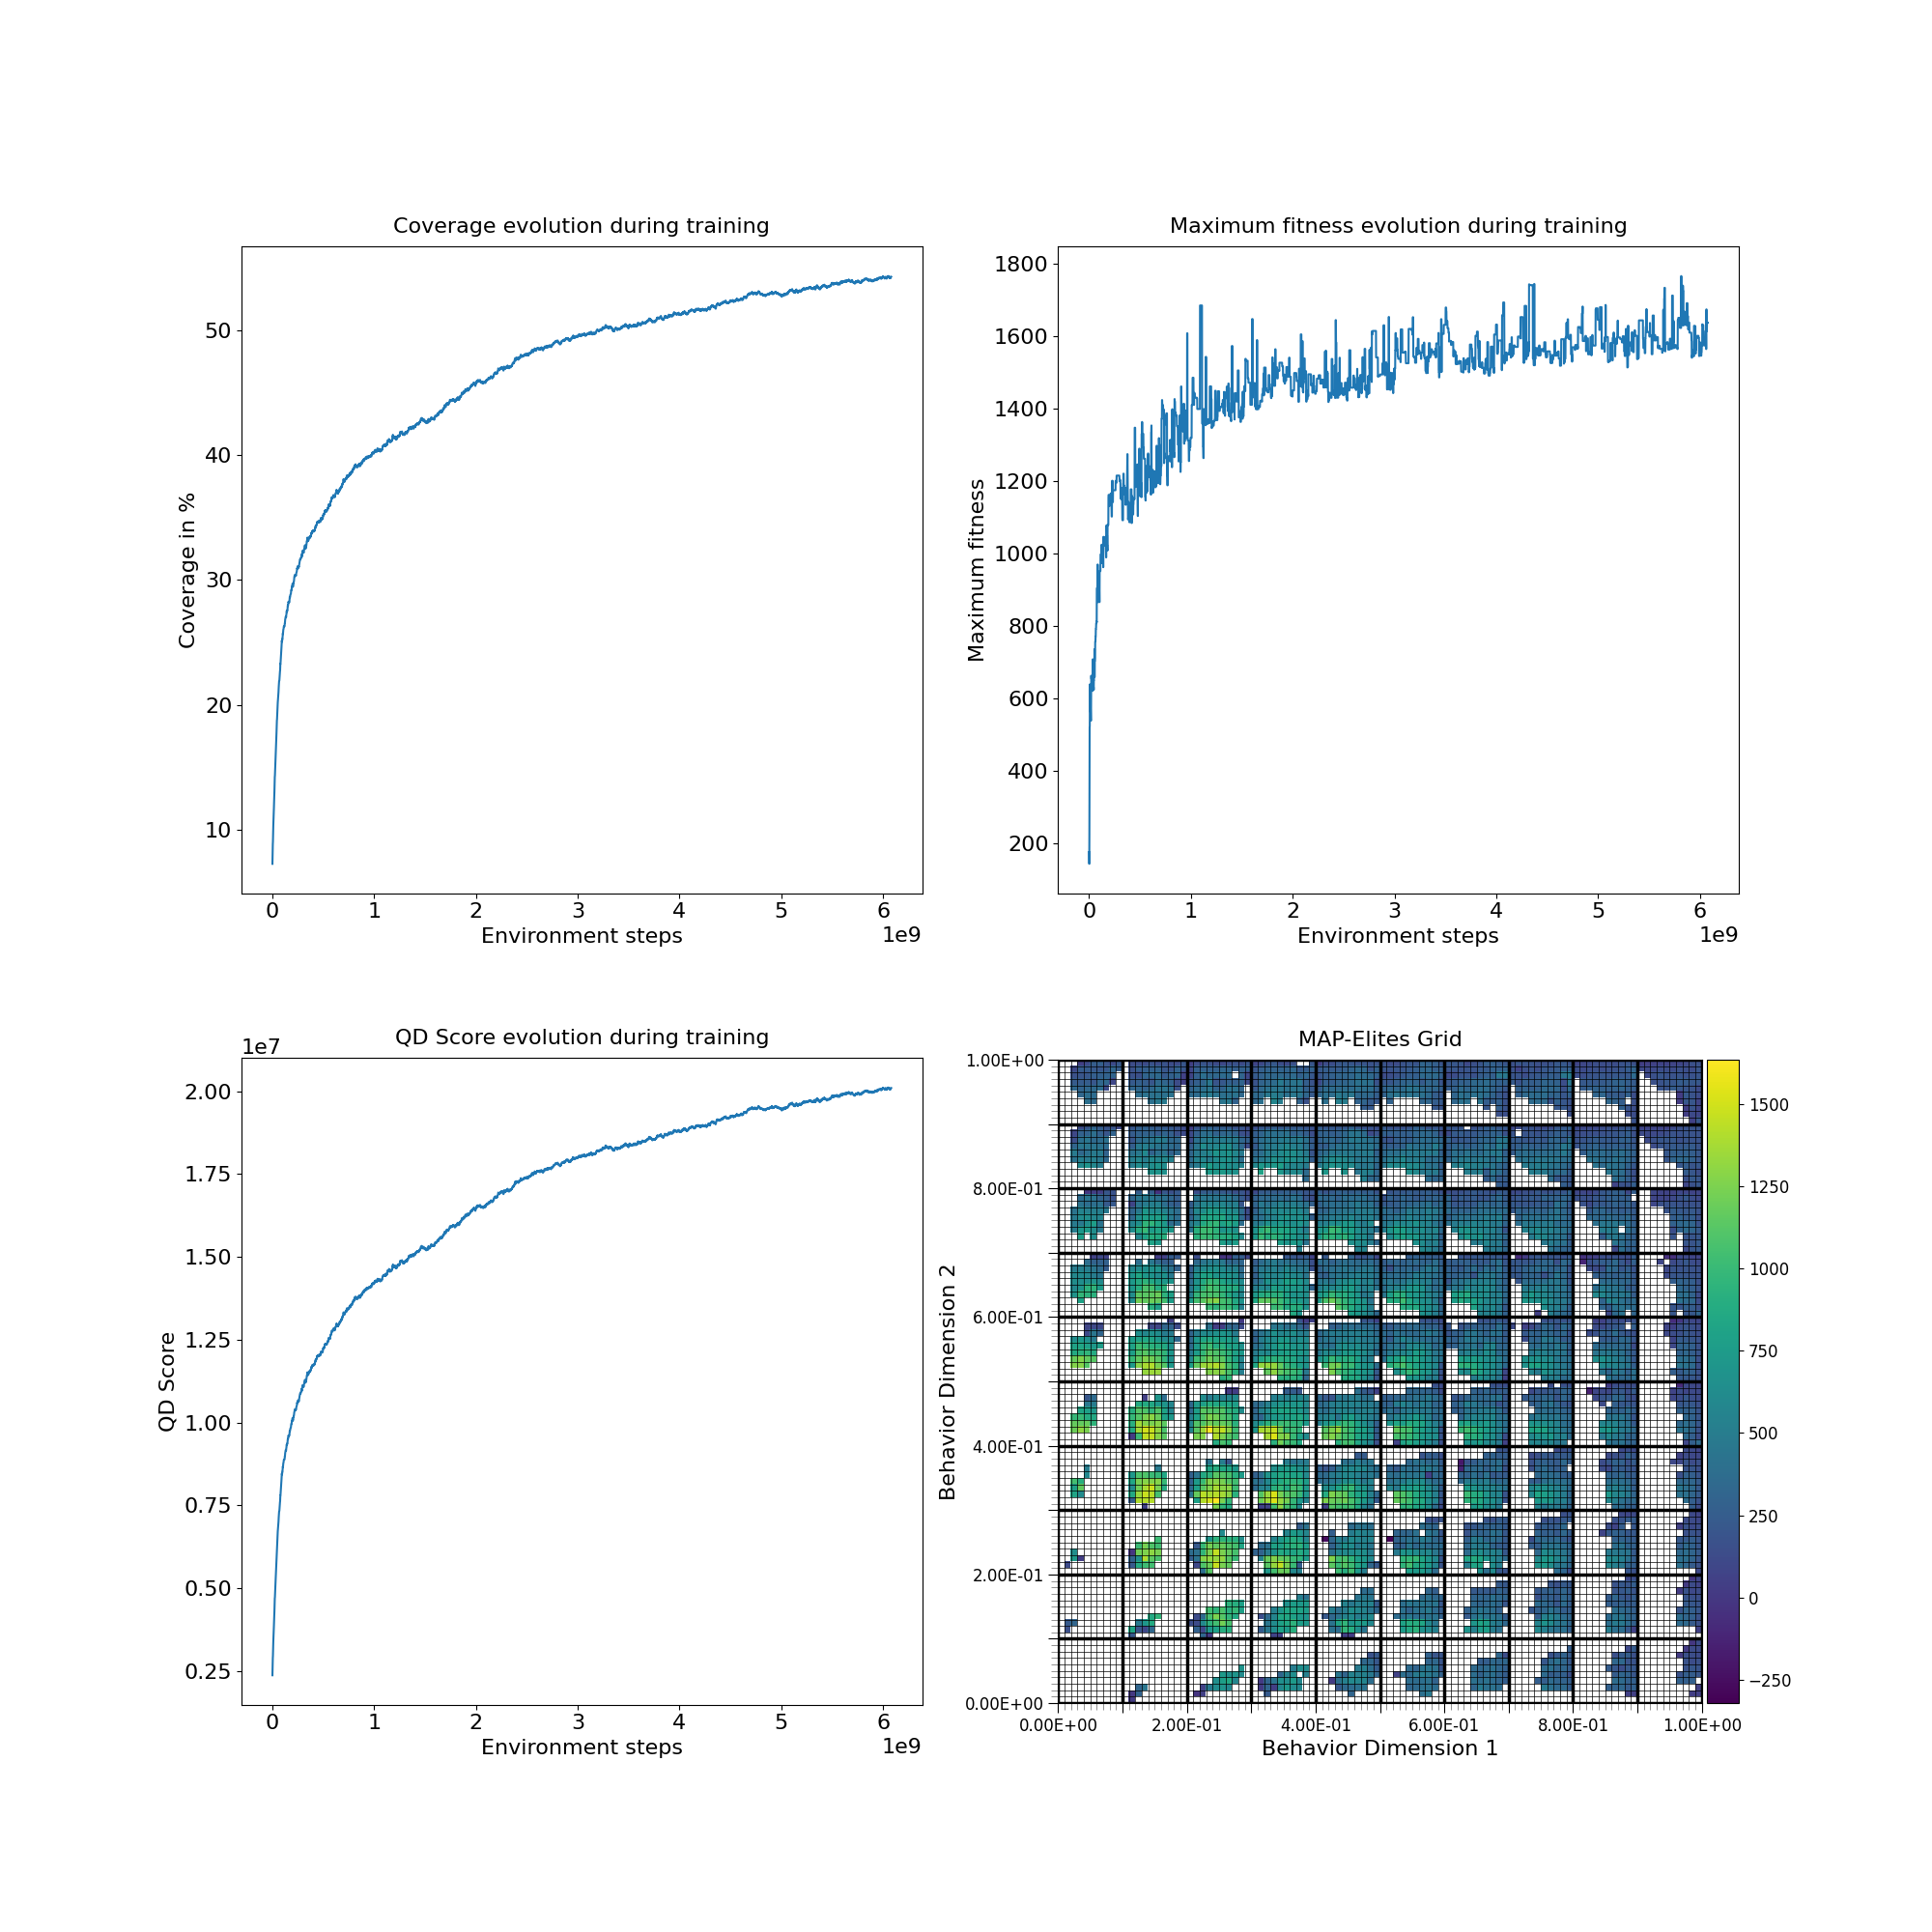 Coverage evolution during training
Coverage in %
50
40
30
20
10
0 1 2 3 4 5 6
1e9
Environment steps
Maximum fitness evolution during training
Maximum fitness
1800
1600
1400
1200
1000
800
600
400
200
0 1 2 3 4 5 6
1e9
Environment steps
QD Score evolution during training
1e7
QD Score
2.00
1.75
1.50
1.25
1.00
0.75
0.50
0.25
0 1 2 3 4 5 6
1e9
Environment steps
MAP-Elites Grid
Behavior Dimension 2
1.00E+00
8.00E-01
6.00E-01
4.00E-01
2.00E-01
0.00E+00
0.00E+00 2.00E-01 4.00E-01 6.00E-01 8.00E-01 1.00E+00
Behavior Dimension 1
1500
1250
1000
750
500
250
0
−250